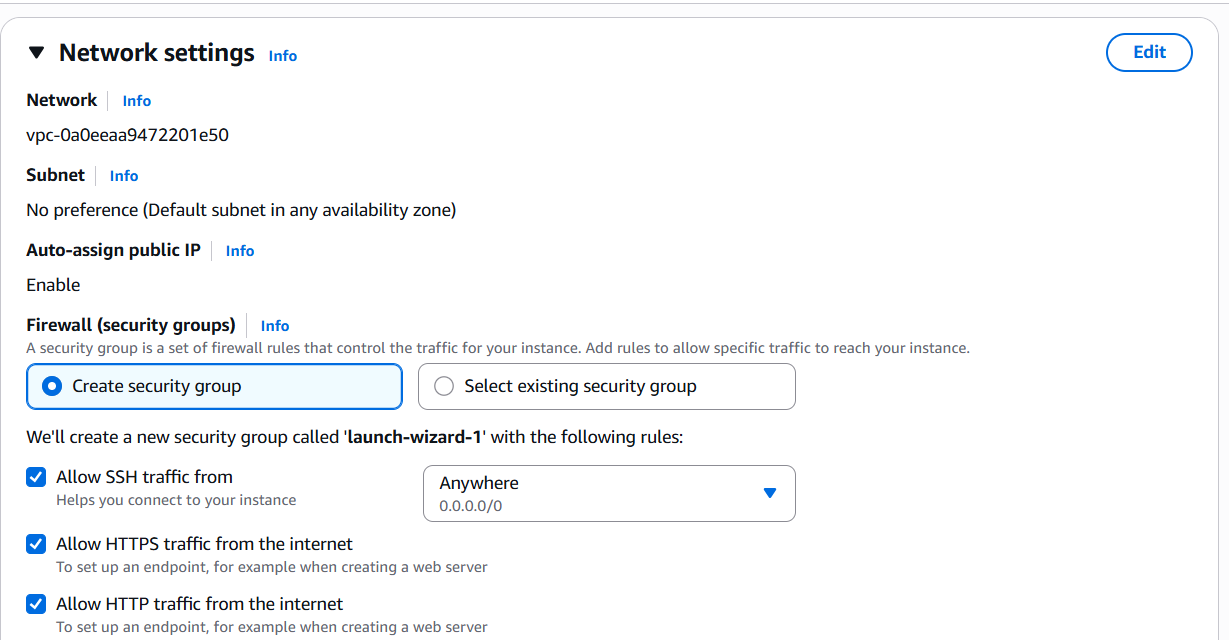 Network settings Info Edit
Network Info
vpc-0a0eeaa9472201e50
Subnet Info
No preference (Default subnet in any availability zone)
Auto-assign public IP Info
Enable
Firewall (security groups) Info
A security group is a set of firewall rules that control the traffic for your instance. Add rules to allow specific traffic to reach your instance.
Create security group Select existing security group
We'll create a new security group called 'launch-wizard-1' with the following rules:
Allow SSH traffic from Anywhere
Helps you connect to your instance 0.0.0.0/0
Allow HTTPS traffic from the internet
To set up an endpoint, for example when creating a web server
Allow HTTP traffic from the internet
To set up an endpoint, for example when creating a web server